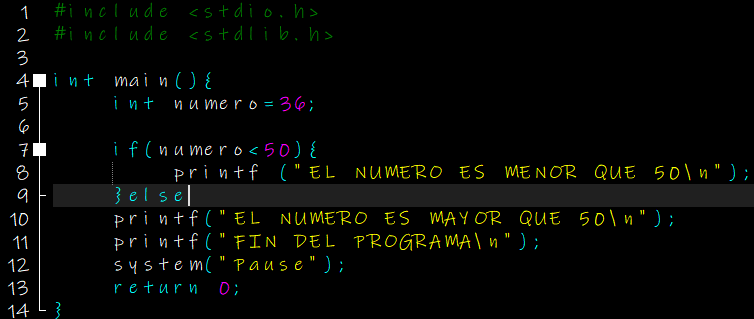 1 #include <stdio.h>
2 #include <stdlib.h>
3
4 int main(){
5 int numero=36;
6
7 if(numero<50){
8 printf ("EL NUMERO ES MENOR QUE 50\n");
9 }else
10 printf("EL NUMERO ES MAYOR QUE 50\n");
11 printf("FIN DEL PROGRAMA\n");
12 system("Pause");
13 return 0;
14 }